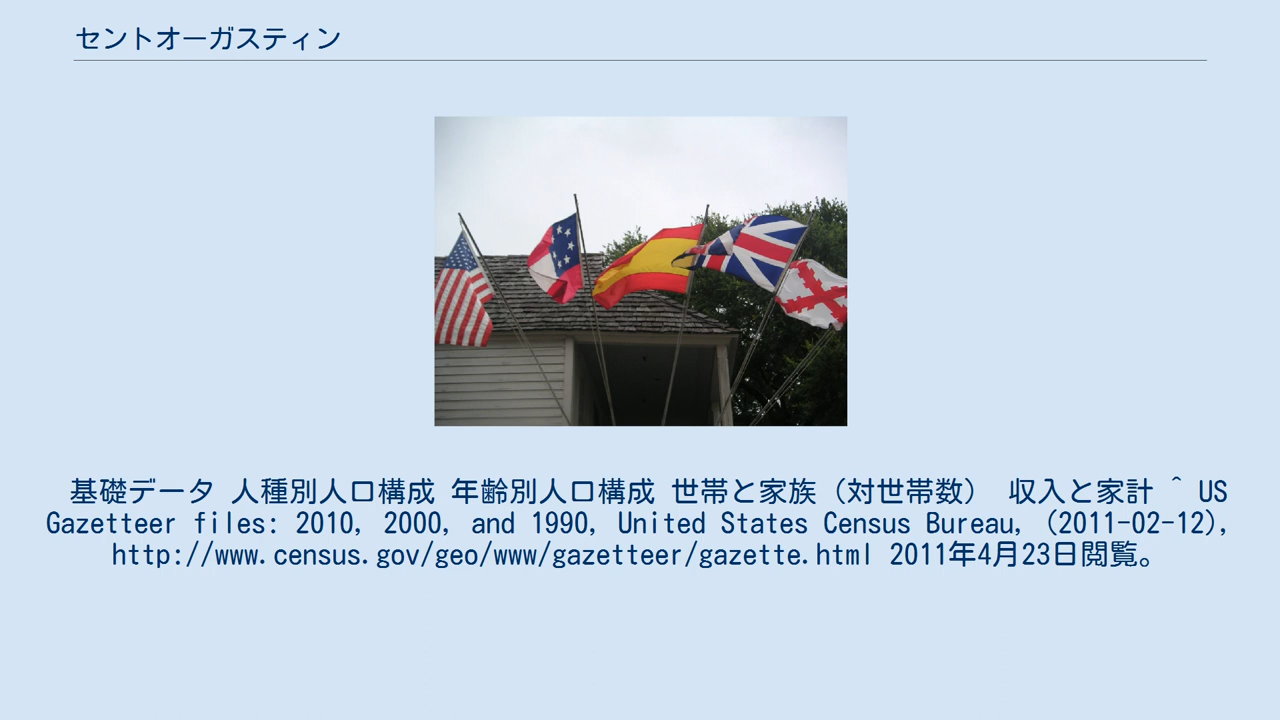 セントオーガスティン
基礎データ 人種別人口構成 年齢別人口構成 世帯と家族（対世帯数） 収入と家計 ^ US
Gazetteer files: 2010, 2000, and 1990, United States Census Bureau, (2011-02-12),
http://www.census.gov/geo/www/gazetteer/gazette.html 2011年4月23日閲覧。